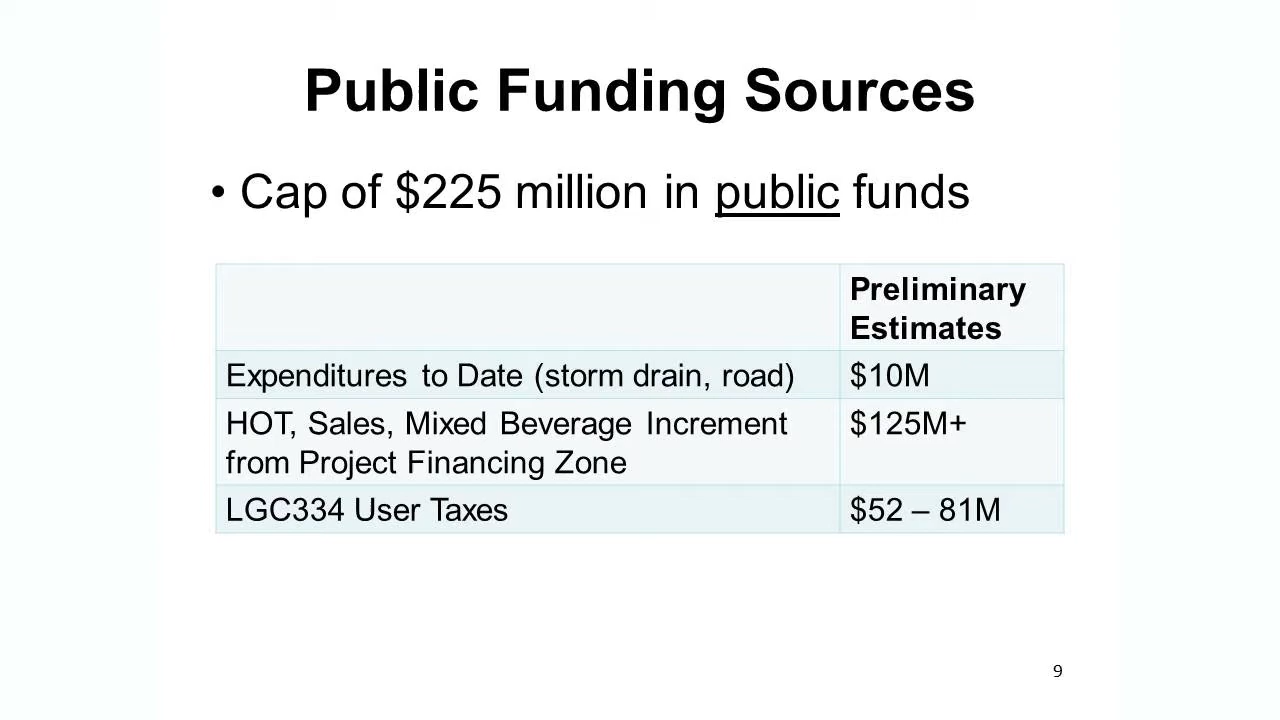 Public Funding Sources
• Cap of $225 million in public funds
Preliminary
Estimates
Expenditures to Date (storm drain, road) $10M
HOT, Sales, Mixed Beverage Increment $125M+
from Project Financing Zone
LGC334 User Taxes $52 – 81M
9